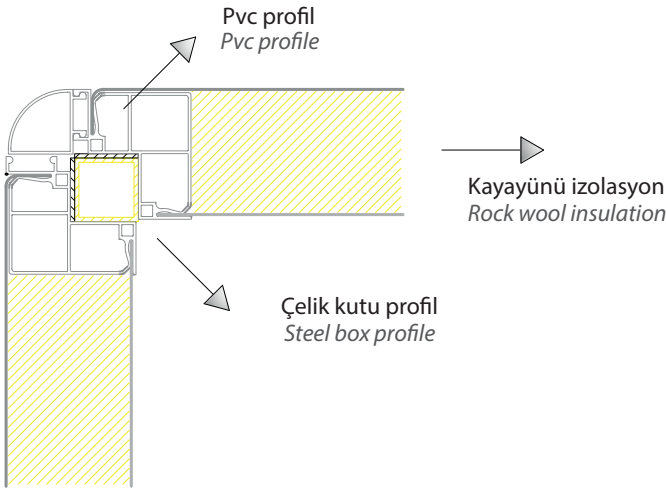 Pvc profil
Pvc profile
Kayayünü izolasyon
Rock wool insulation
Çelik kutu profil
Steel box profile